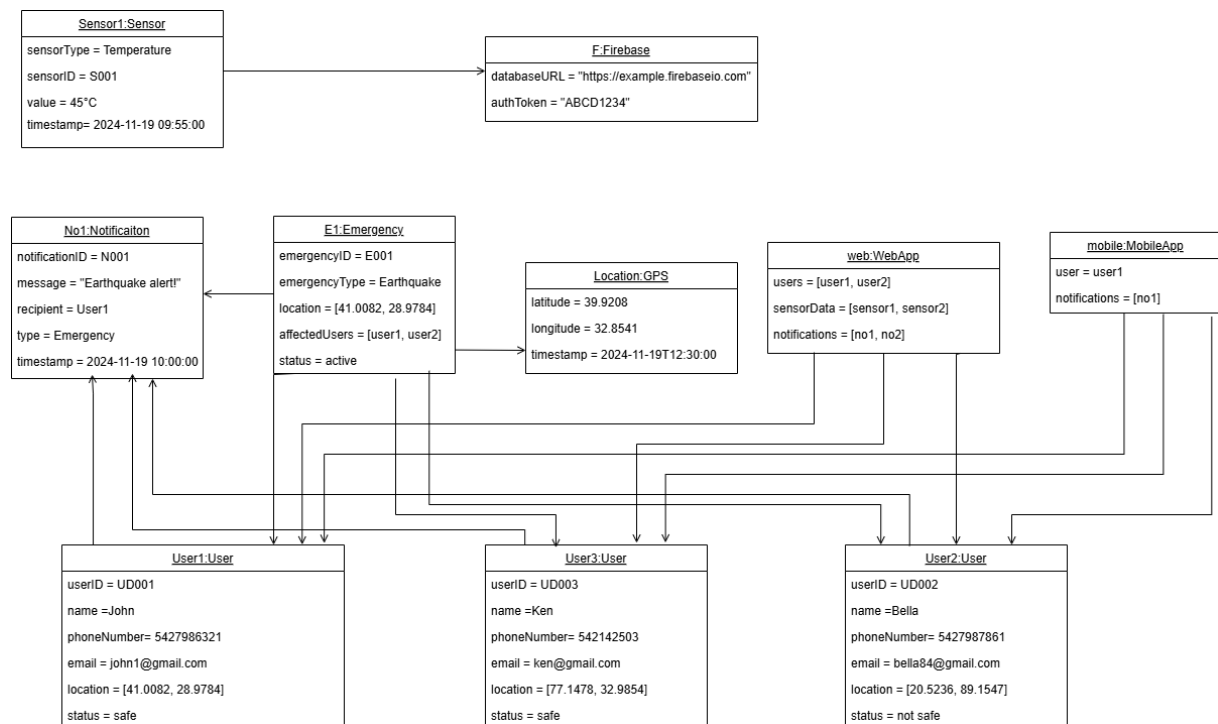 Sensor1:Sensor
sensorType = Temperature
sensorID = S001
value = 45°C
timestamp= 2024-11-19 09:55:00
F:Firebase
databaseURL = "https://example.firebaseio.com"
authToken = "ABCD1234"
No1:Notificaiton
notificationID = N001
message = "Earthquake alert!"
recipient = User1
type = Emergency
timestamp = 2024-11-19 10:00:00
E1:Emergency
emergencyID = E001
emergencyType = Earthquake
location = [41.0082, 28.9784]
affectedUsers = [user1, user2]
status = active
Location:GPS
latitude = 39.9208
longitude = 32.8541
timestamp = 2024-11-19T12:30:00
web:WebApp
users = [user1, user2]
sensorData = [sensor1, sensor2]
notifications = [no1, no2]
mobile:MobileApp
user = user1
notifications = [no1]
User1:User
userID = UD001
name =John
phoneNumber= 5427986321
email = john1@gmail.com
location = [41.0082, 28.9784]
status = safe
User3:User
userID = UD003
name =Ken
phoneNumber= 542142503
email = ken@gmail.com
location = [77.1478, 32.9854]
status = safe
User2:User
userID = UD002
name =Bella
phoneNumber= 5427987861
email = bella84@gmail.com
location = [20.5236, 89.1547]
status = not safe